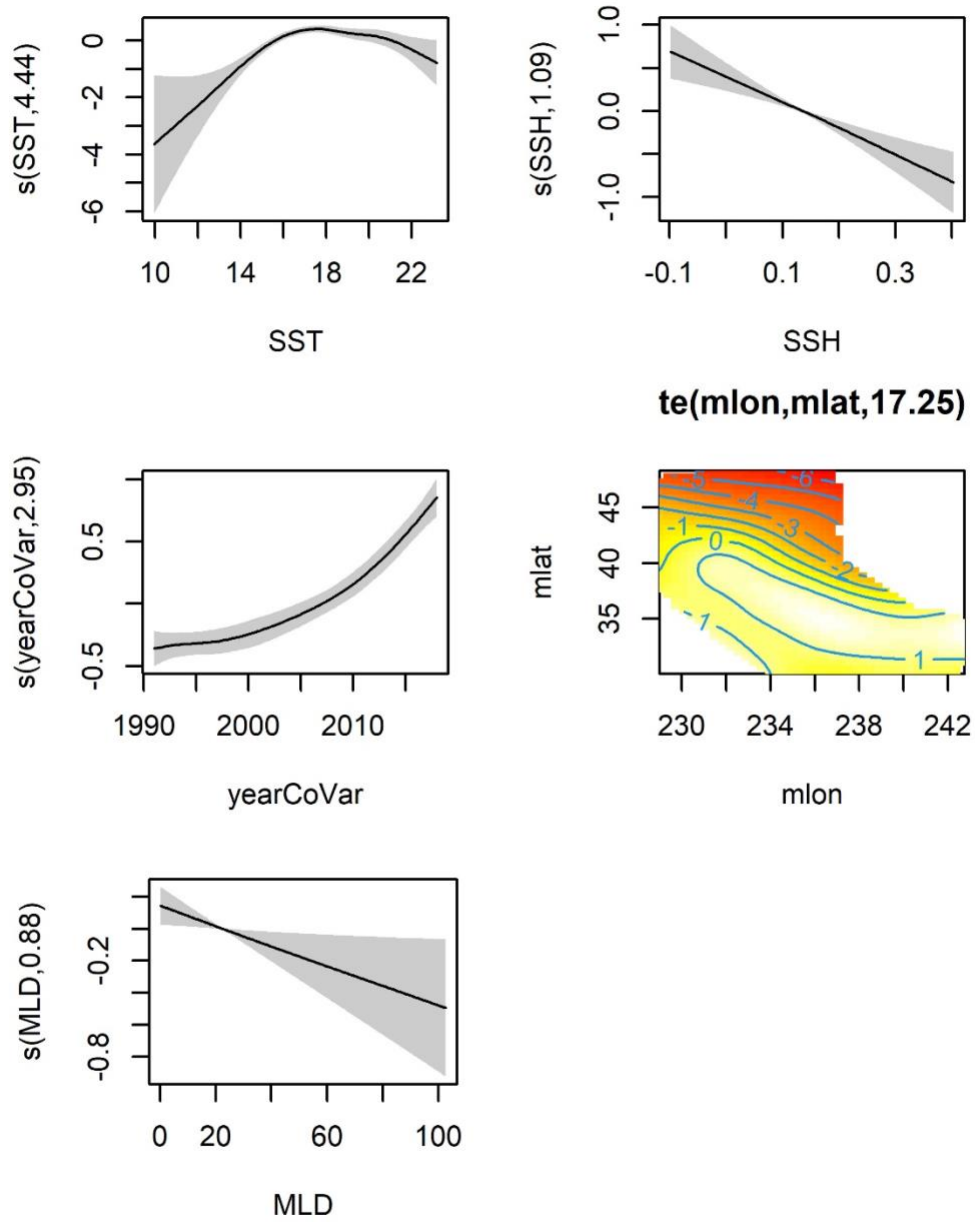 s(SST,4.44)
0
-2
-4
-6
10 14 18 22
SST
s(SSH,1.09)
1.0
0.0
-1.0
-0.1 0.1 0.3
SSH
s(yearCoVar,2.95)
0.5
-0.5
1990 2000 2010
yearCoVar
te(mlon,mlat,17.25)
mlat
45
40
35
-5
-6
-4
-3
-1
0
-2
-1
1
230 234 238 242
mlon
s(MLD,0.88)
-0.2
-0.8
0 20 60 100
MLD